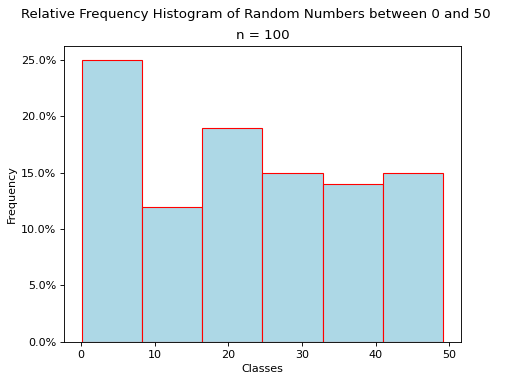 Relative Frequency Histogram of Random Numbers between 0 and 50
n = 100
25.0%
20.0%
15.0%
10.0%
5.0%
0.0%
Frequency
0 10 20 30 40 50
Classes